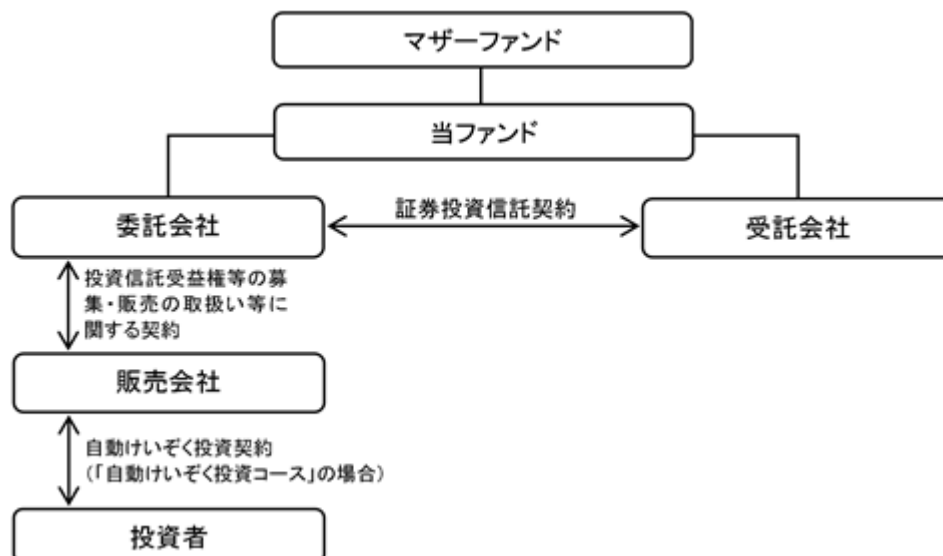 マザーファンド
当ファンド
委託会社
証券投資信託契約
受託会社
投資信託受益権等の募
集・販売の取扱い等に
関する契約
販売会社
自動けいぞく投資契約
(「自動けいぞく投資コース」の場合)
投資者